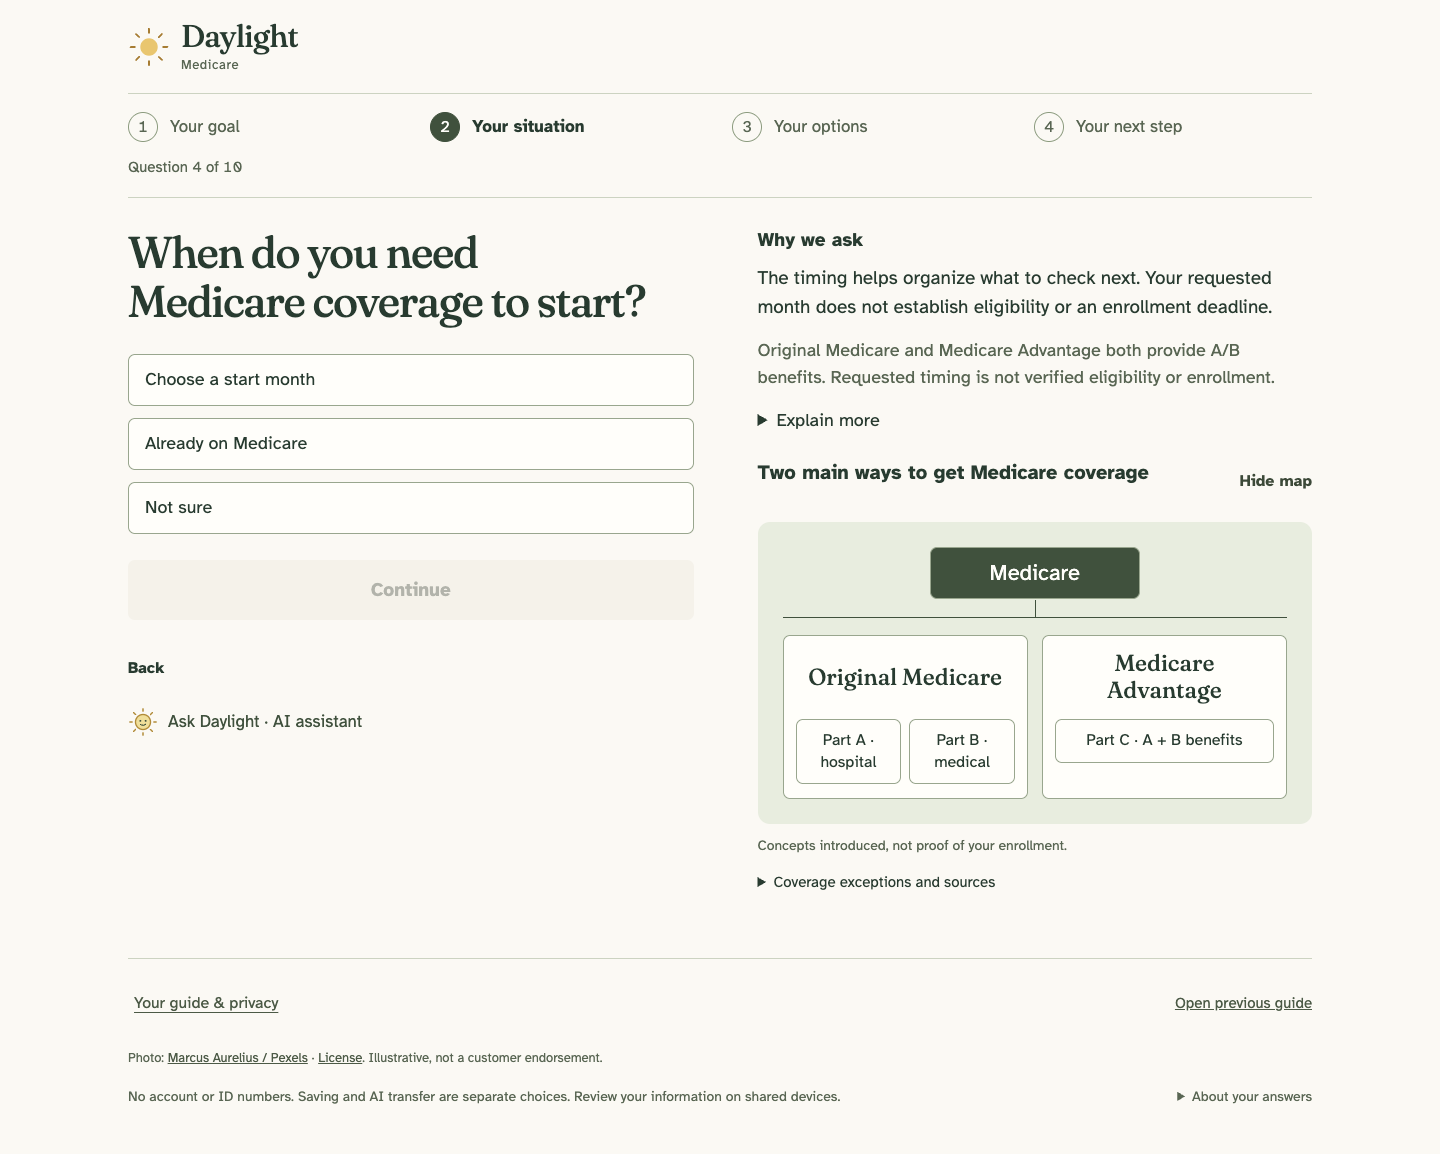 Daylight
Medicare
1 Your goal
2 Your situation
3 Your options
4 Your next step
Question 4 of 10
When do you need
Medicare coverage to start?
Choose a start month
Already on Medicare
Not sure
Continue
Back
Ask Daylight · AI assistant
Why we ask
The timing helps organize what to check next. Your requested
month does not establish eligibility or an enrollment deadline.
Original Medicare and Medicare Advantage both provide A/B
benefits. Requested timing is not verified eligibility or enrollment.
Explain more
Two main ways to get Medicare coverage
Hide map
Medicare
Original Medicare
Part A ·
hospital
Part B ·
medical
Medicare
Advantage
Part C · A + B benefits
Concepts introduced, not proof of your enrollment.
Coverage exceptions and sources
Your guide & privacy
Open previous guide
Photo: Marcus Aurelius / Pexels · License. Illustrative, not a customer endorsement.
No account or ID numbers. Saving and AI transfer are separate choices. Review your information on shared devices.
About your answers